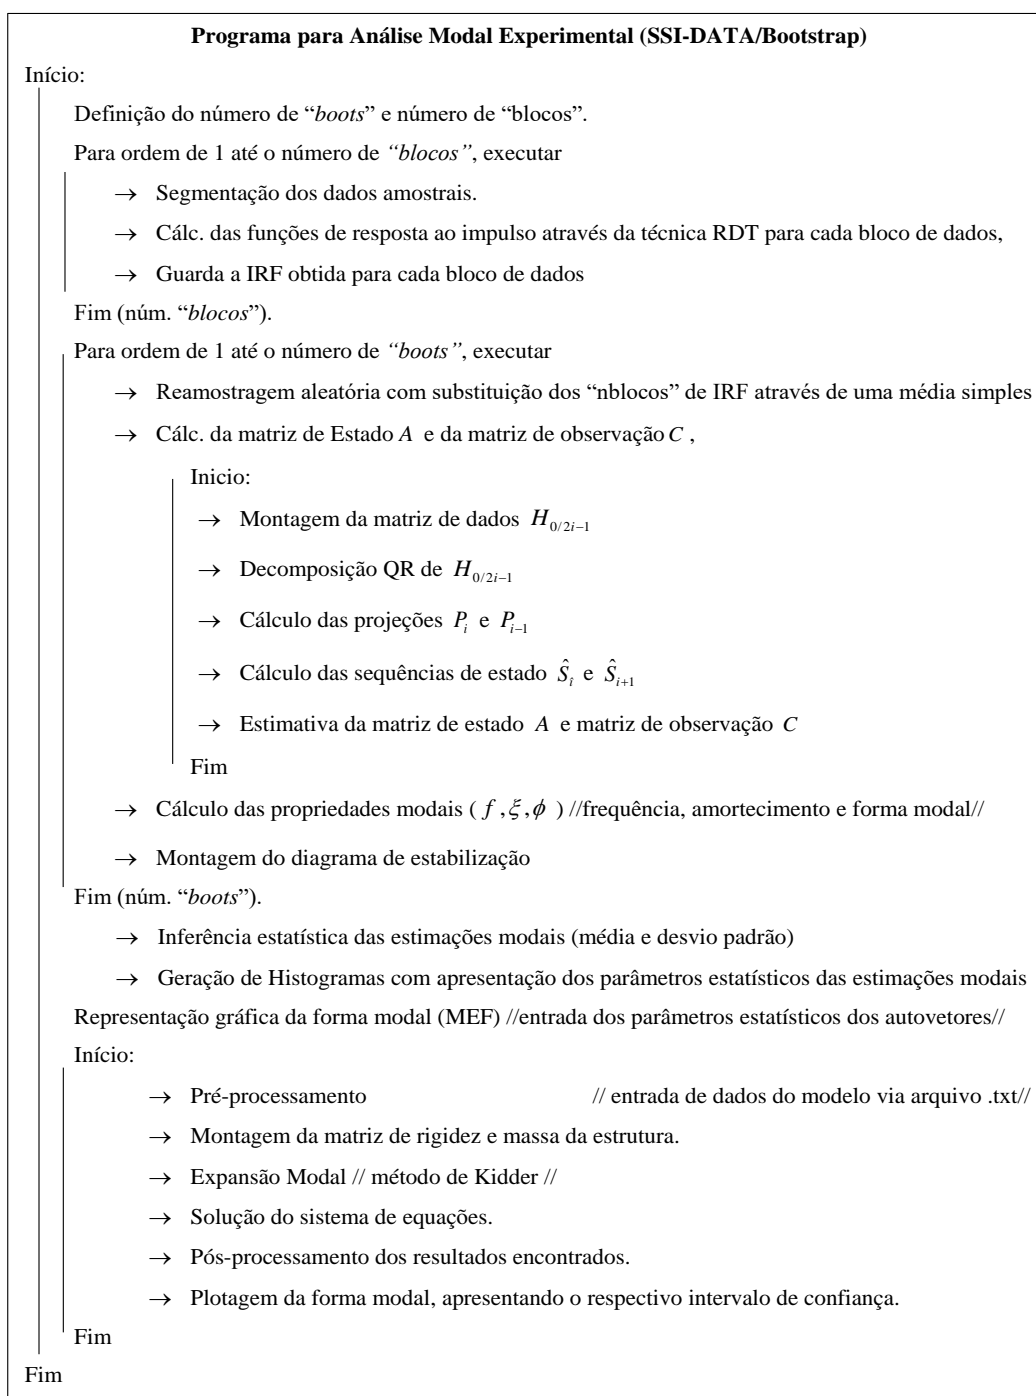 Programa para Análise Modal Experimental (SSI-DATA/Bootstrap)
Início:
Definição do número de “boots” e número de “blocos”.
Para ordem de 1 até o número de “blocos”, executar
→ Segmentação dos dados amostrais.
→ Cálc. das funções de resposta ao impulso através da técnica RDT para cada bloco de dados,
→ Guarda a IRF obtida para cada bloco de dados
Fim (núm. “blocos”).
Para ordem de 1 até o número de “boots”, executar
→ Reamostragem aleatória com substituição dos “nblocos” de IRF através de uma média simples
→ Cálc. da matriz de Estado A e da matriz de observação C ,
Inicio:
→ Montagem da matriz de dados H_{0/2i−1}
→ Decomposição QR de H_{0/2i−1}
→ Cálculo das projeções P_i e P_{i−1}
→ Cálculo das sequências de estado Ŝ_i e Ŝ_{i+1}
→ Estimativa da matriz de estado A e matriz de observação C
Fim
→ Cálculo das propriedades modais ( f , ξ , ϕ ) //frequência, amortecimento e forma modal//
→ Montagem do diagrama de estabilização
Fim (núm. “boots”).
→ Inferência estatística das estimações modais (média e desvio padrão)
→ Geração de Histogramas com apresentação dos parâmetros estatísticos das estimações modais
Representação gráfica da forma modal (MEF) //entrada dos parâmetros estatísticos dos autovetores//
Início:
→ Pré-processamento // entrada de dados do modelo via arquivo .txt//
→ Montagem da matriz de rigidez e massa da estrutura.
→ Expansão Modal // método de Kidder //
→ Solução do sistema de equações.
→ Pós-processamento dos resultados encontrados.
→ Plotagem da forma modal, apresentando o respectivo intervalo de confiança.
Fim
Fim